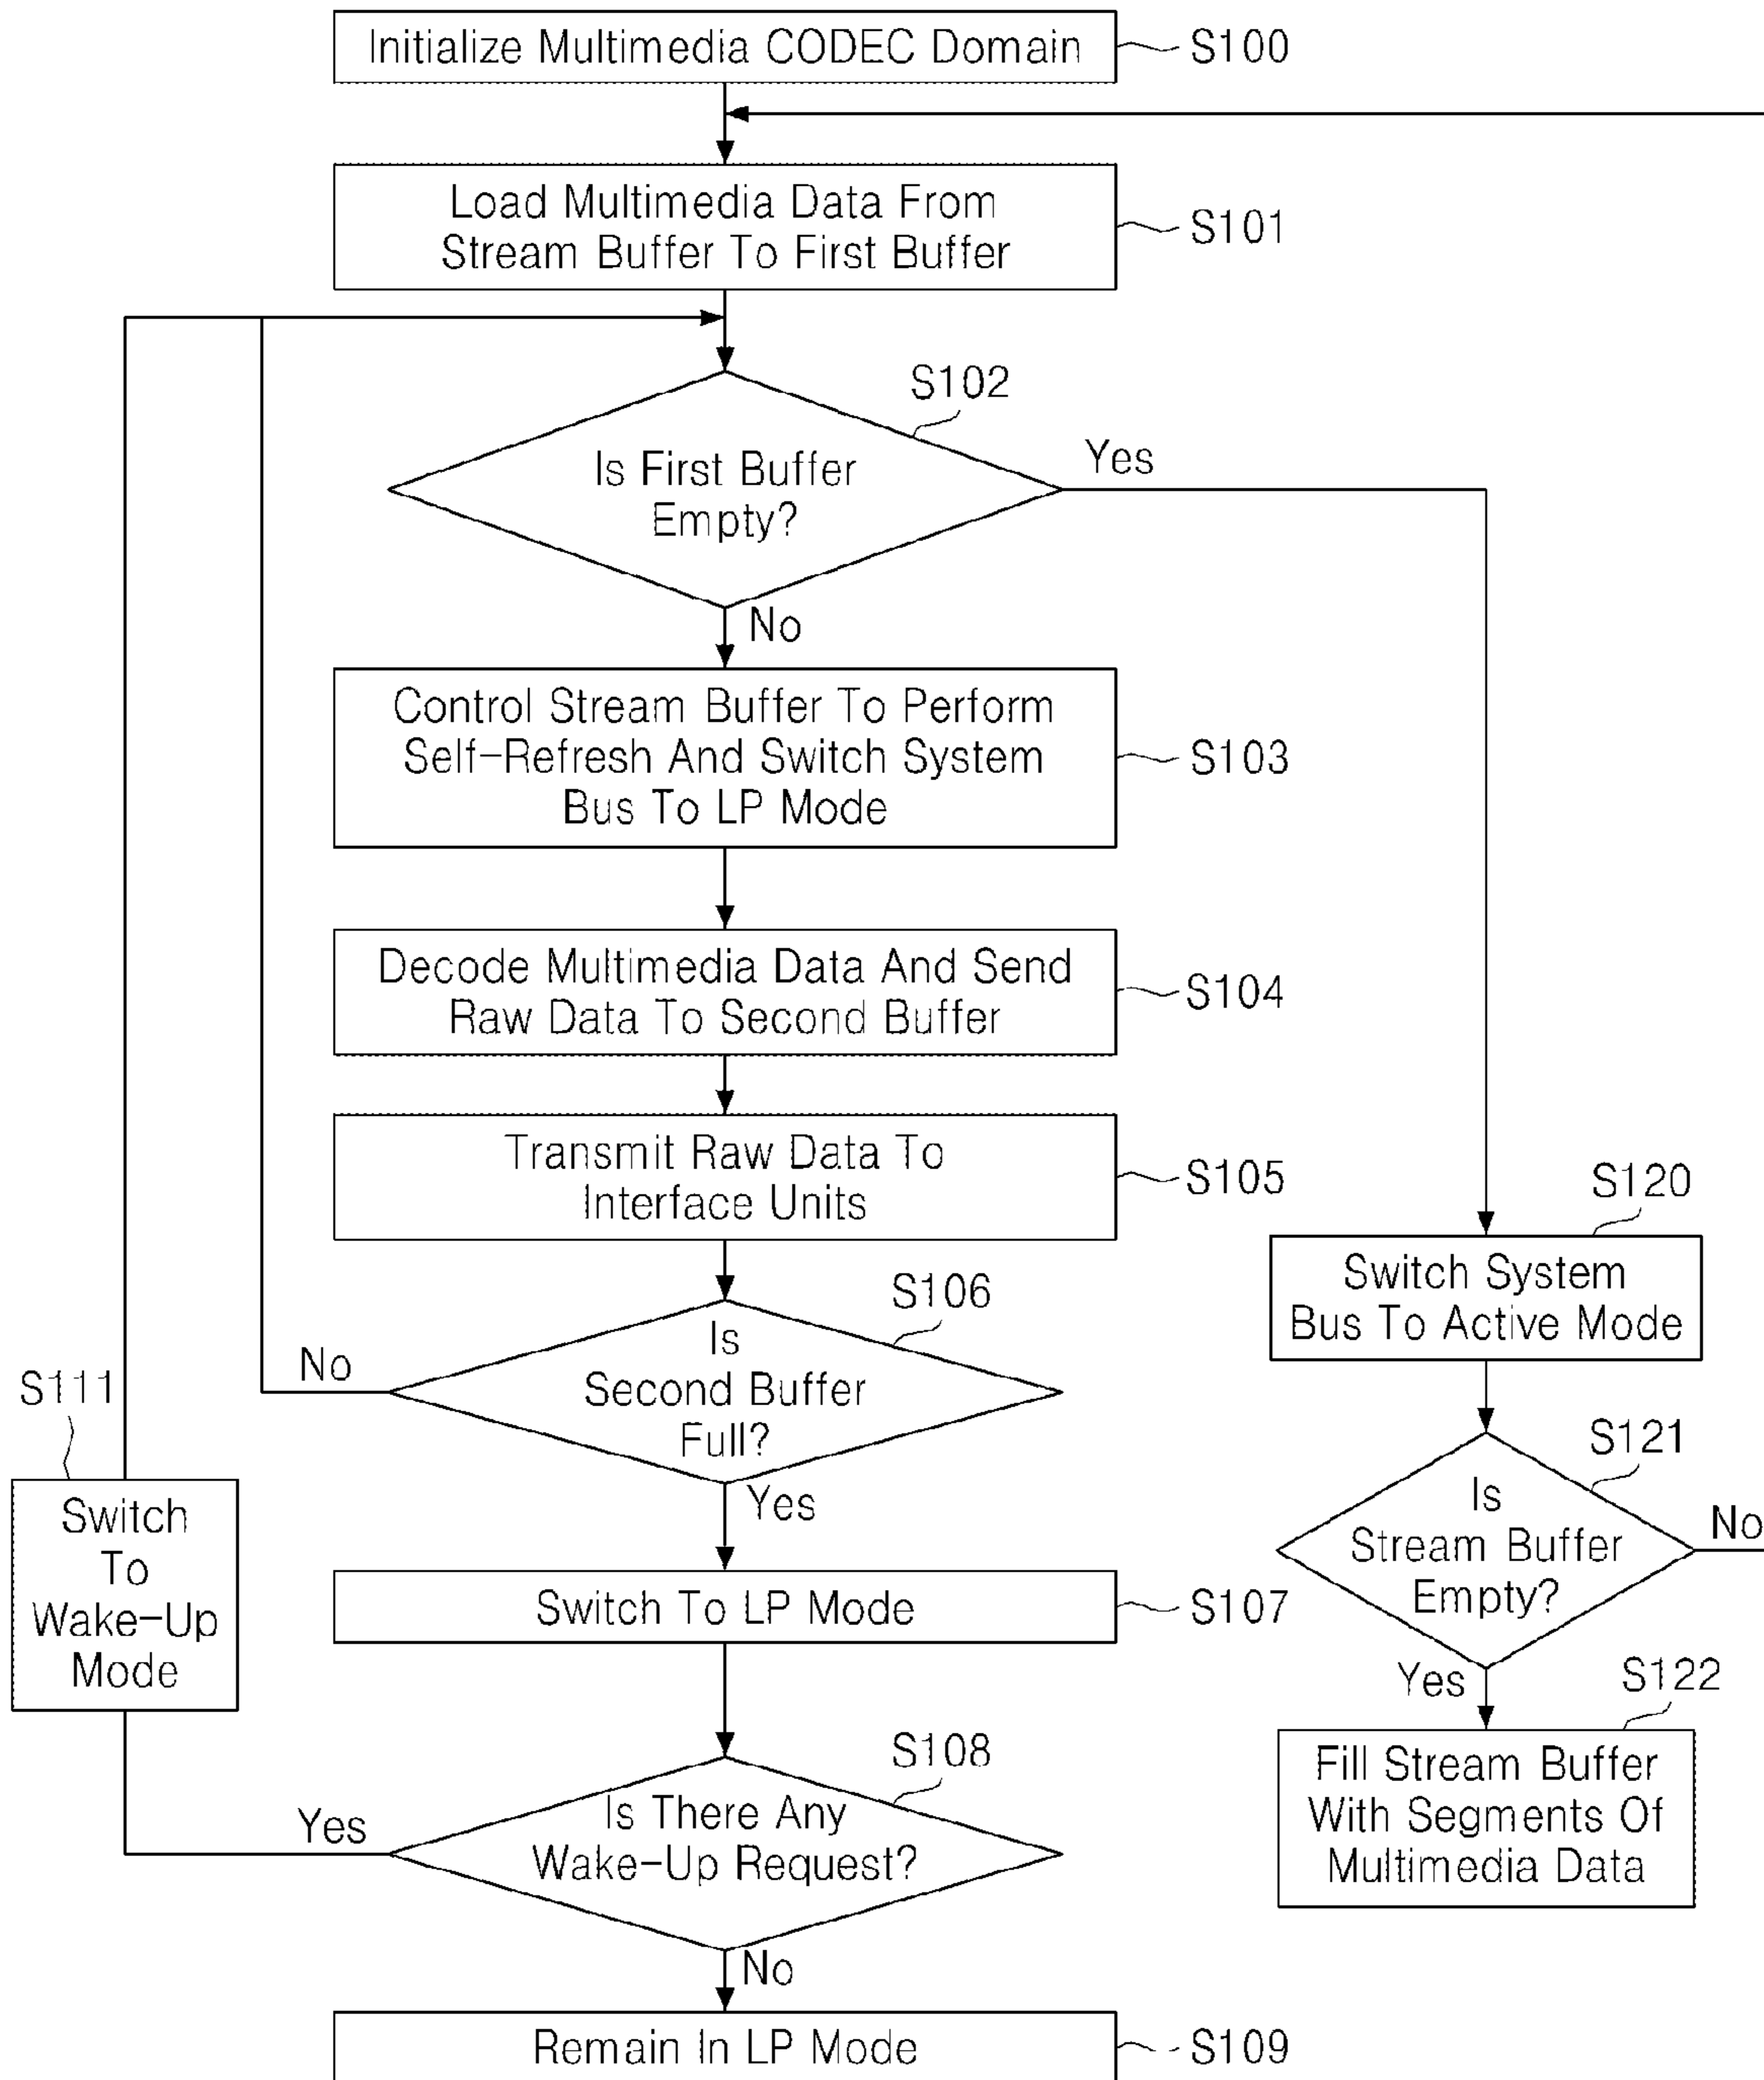 Initialize Multimedia CODEC Domain
S100
Load Multimedia Data From
Stream Buffer To First Buffer
S101
S102
Is First Buffer
Empty?
Yes
No
Control Stream Buffer To Perform
Self-Refresh And Switch System
Bus To LP Mode
S103
Decode Multimedia Data And Send
Raw Data To Second Buffer
S104
Transmit Raw Data To
Interface Units
S105
S106
Is
Second Buffer
Full?
No
Yes
S111
Switch
To
Wake-Up
Mode
Switch To LP Mode
S107
S108
Is There Any
Wake-Up Request?
Yes
No
Remain In LP Mode
S109
S120
Switch System
Bus To Active Mode
S121
Is
Stream Buffer
Empty?
No
Yes
S122
Fill Stream Buffer
With Segments Of
Multimedia Data